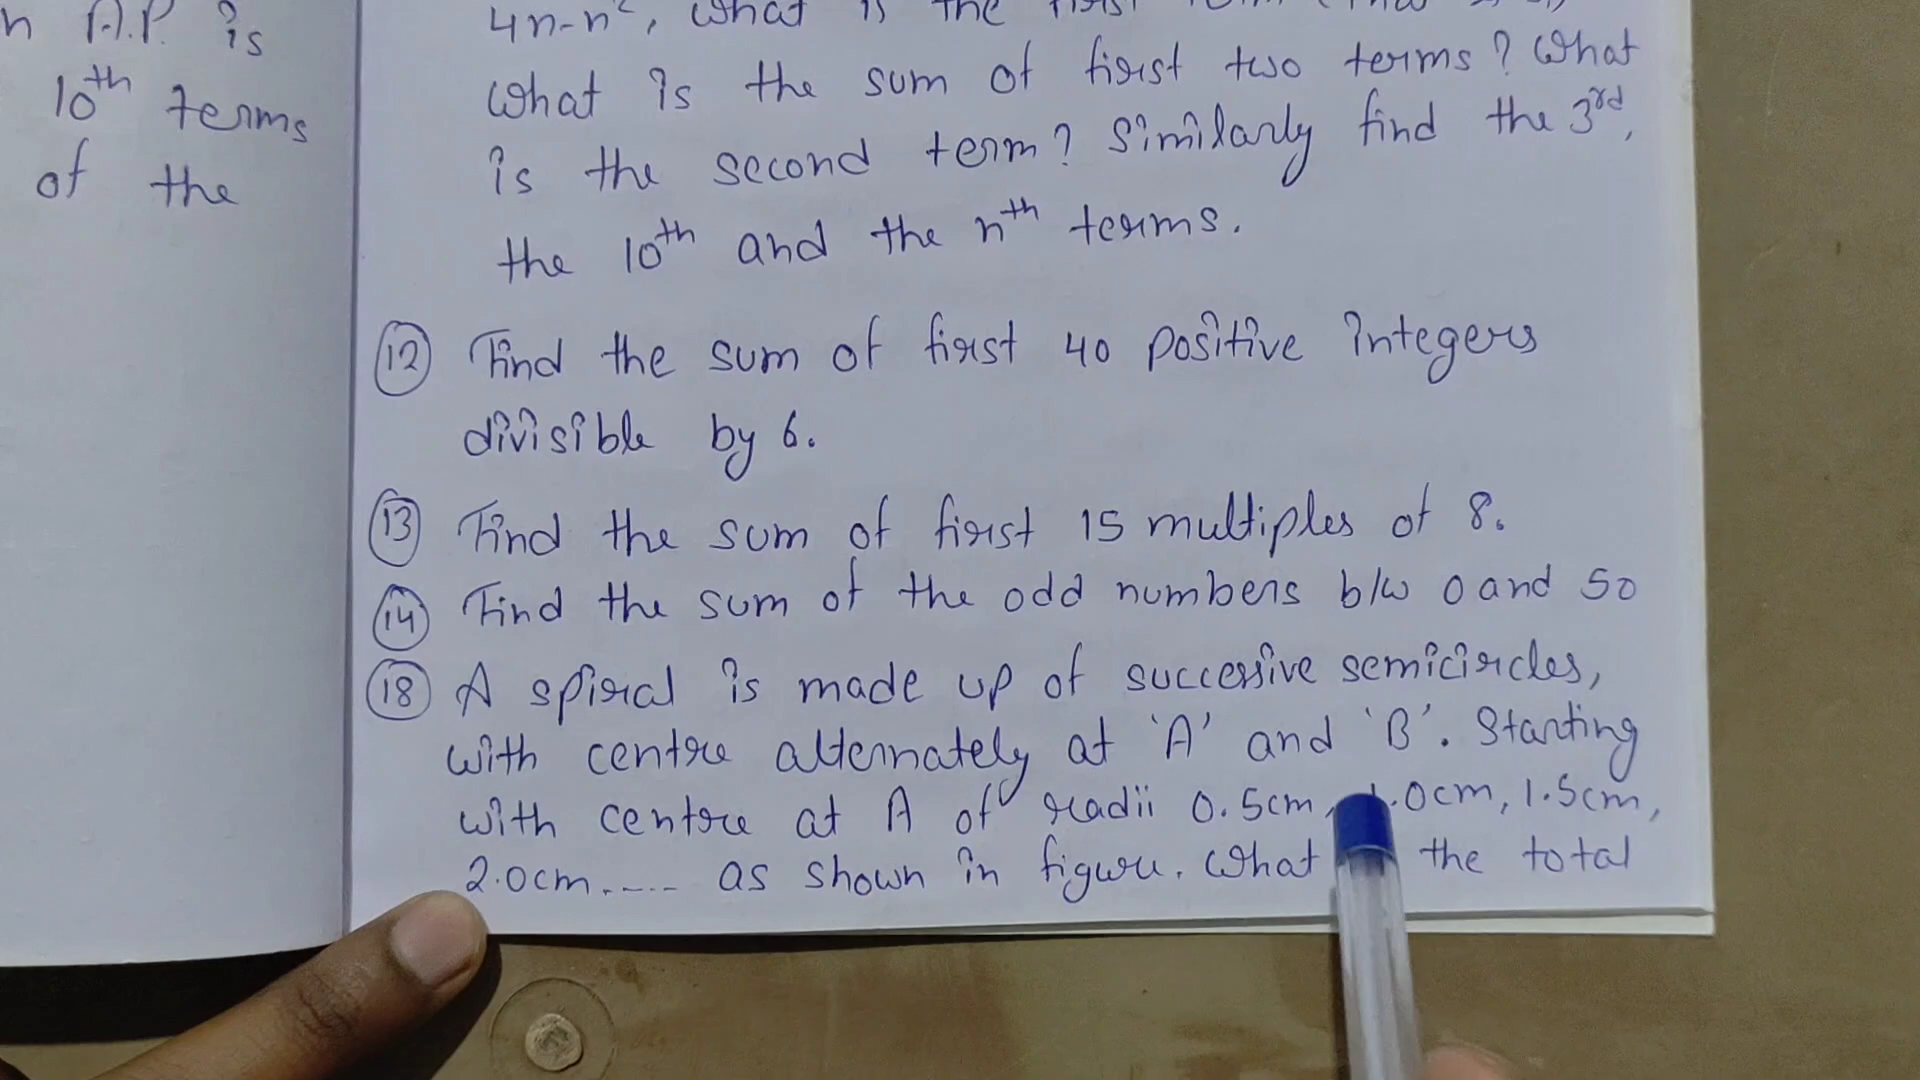 n A.P. is
10th terms
of the
4n-n², what is the first
what is the sum of first two terms? What
is the second term? Similarly find the 3rd,
the 10th and the nth terms.
(12) Find the sum of first 40 positive integers
divisible by 6.
(13) Find the sum of first 15 multiples of 8.
(14) Find the sum of the odd numbers b/w 0 and 50
(18) A spiral is made up of successive semicircles,
with centre alternately at 'A' and 'B'. Starting
with centre at A of radii 0.5cm, .0cm, 1.5cm,
2.0cm..... as shown in figure. What the total